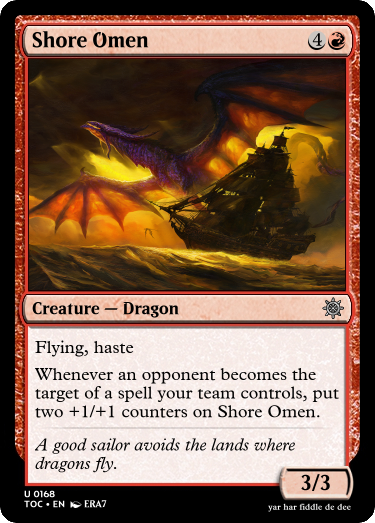 Shore Omen 4
Creature — Dragon
Flying, haste
Whenever an opponent becomes the
target of a spell your team controls, put
two +1/+1 counters on Shore Omen.
A good sailor avoids the lands where
dragons fly.
3/3
U 0168
TOC • EN ERA7
yar har fiddle de dee